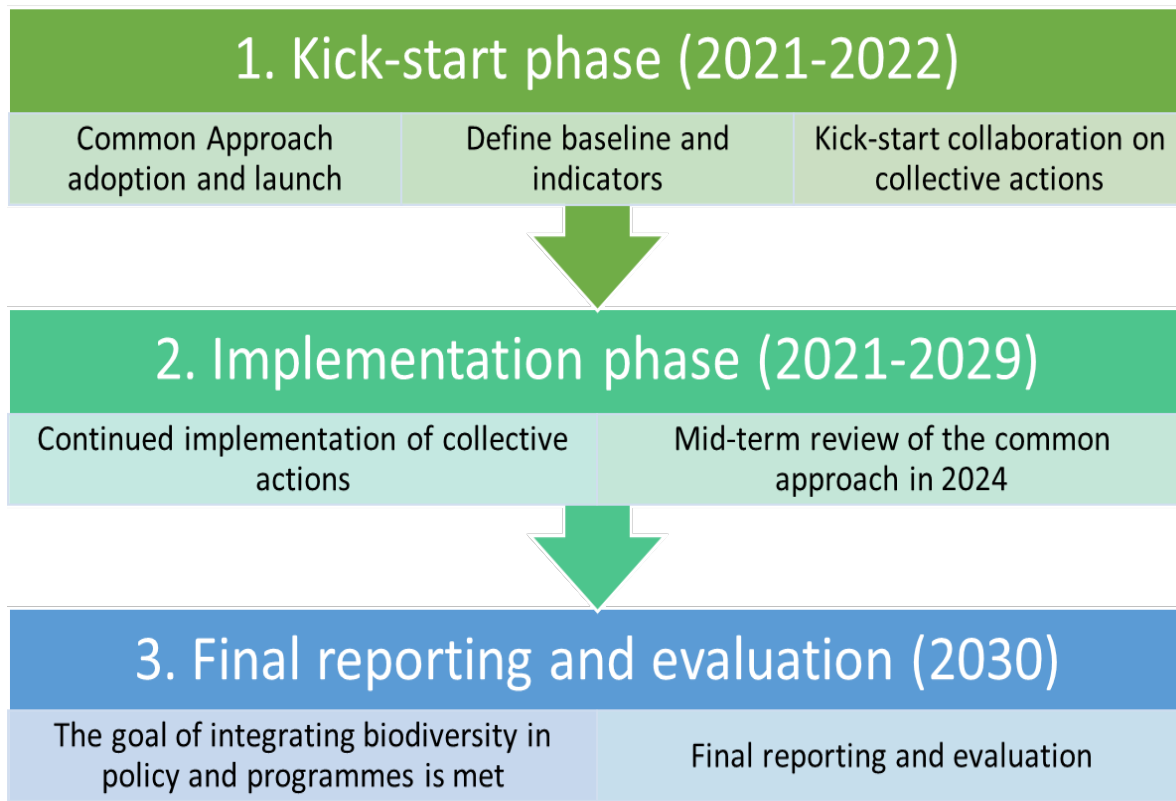 1. Kick-start phase (2021-2022)
Common Approach
adoption and launch
Define baseline and
indicators
Kick-start collaboration on
collective actions
2. Implementation phase (2021-2029)
Continued implementation of collective
actions
Mid-term review of the common
approach in 2024
3. Final reporting and evaluation (2030)
The goal of integrating biodiversity in
policy and programmes is met
Final reporting and evaluation